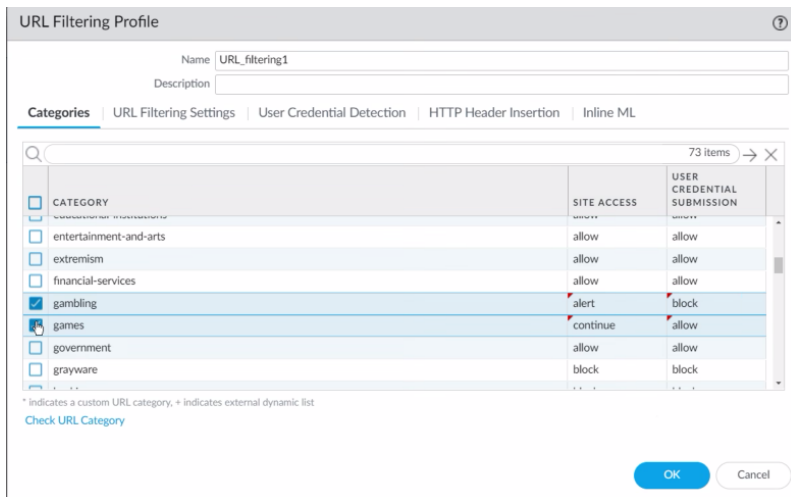 URL Filtering Profile
Name URL_filtering1
Description
Categories URL Filtering Settings User Credential Detection HTTP Header Insertion Inline ML
73 items
CATEGORY SITE ACCESS USER CREDENTIAL SUBMISSION
entertainment-and-arts allow allow
extremism allow allow
financial-services allow allow
gambling alert block
games continue allow
government allow allow
grayware block block
* indicates a custom URL category, + indicates external dynamic list
Check URL Category
OK Cancel